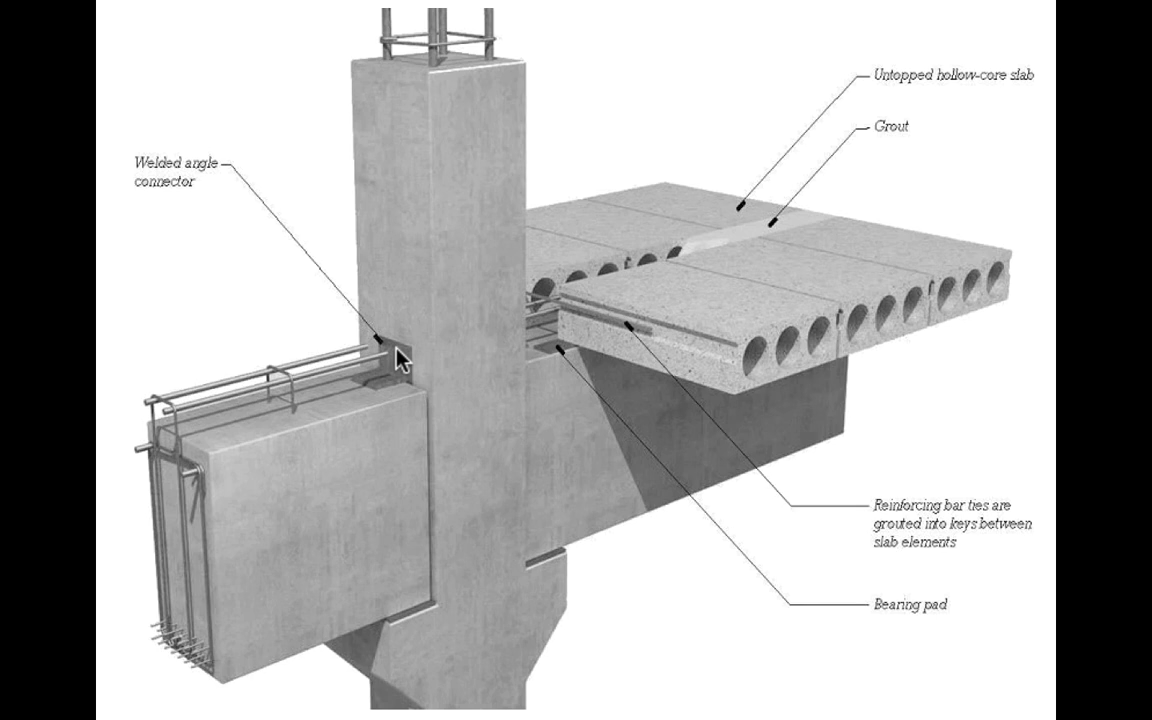 Untopped hollow-core slab
Grout
Welded angle
connector
Reinforcing bar ties are
grouted into keys between
slab elements
Bearing pad